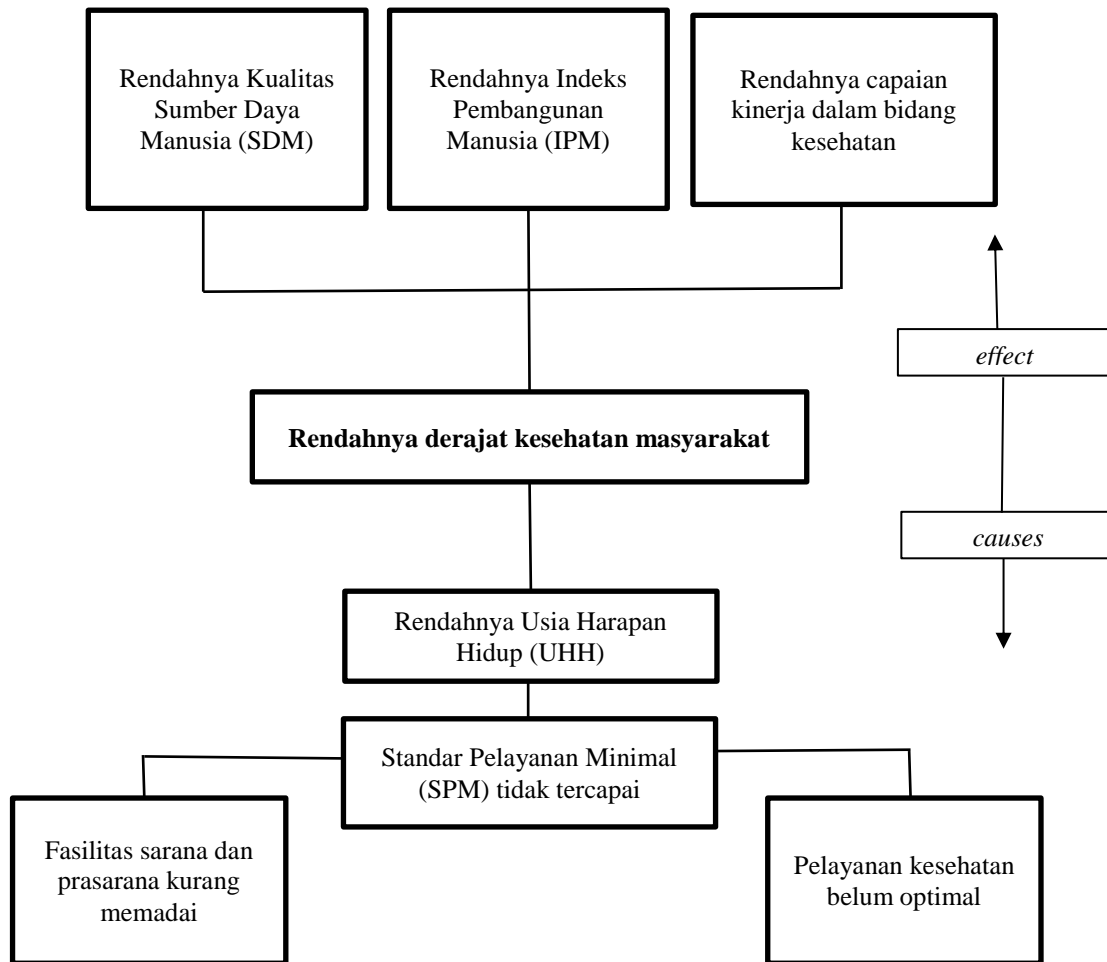 Rendahnya Kualitas
Sumber Daya
Manusia (SDM)
Rendahnya Indeks
Pembangunan
Manusia (IPM)
Rendahnya capaian
kinerja dalam bidang
kesehatan
effect
Rendahnya derajat kesehatan masyarakat
causes
Rendahnya Usia Harapan
Hidup (UHH)
Standar Pelayanan Minimal
(SPM) tidak tercapai
Fasilitas sarana dan
prasarana kurang
memadai
Pelayanan kesehatan
belum optimal